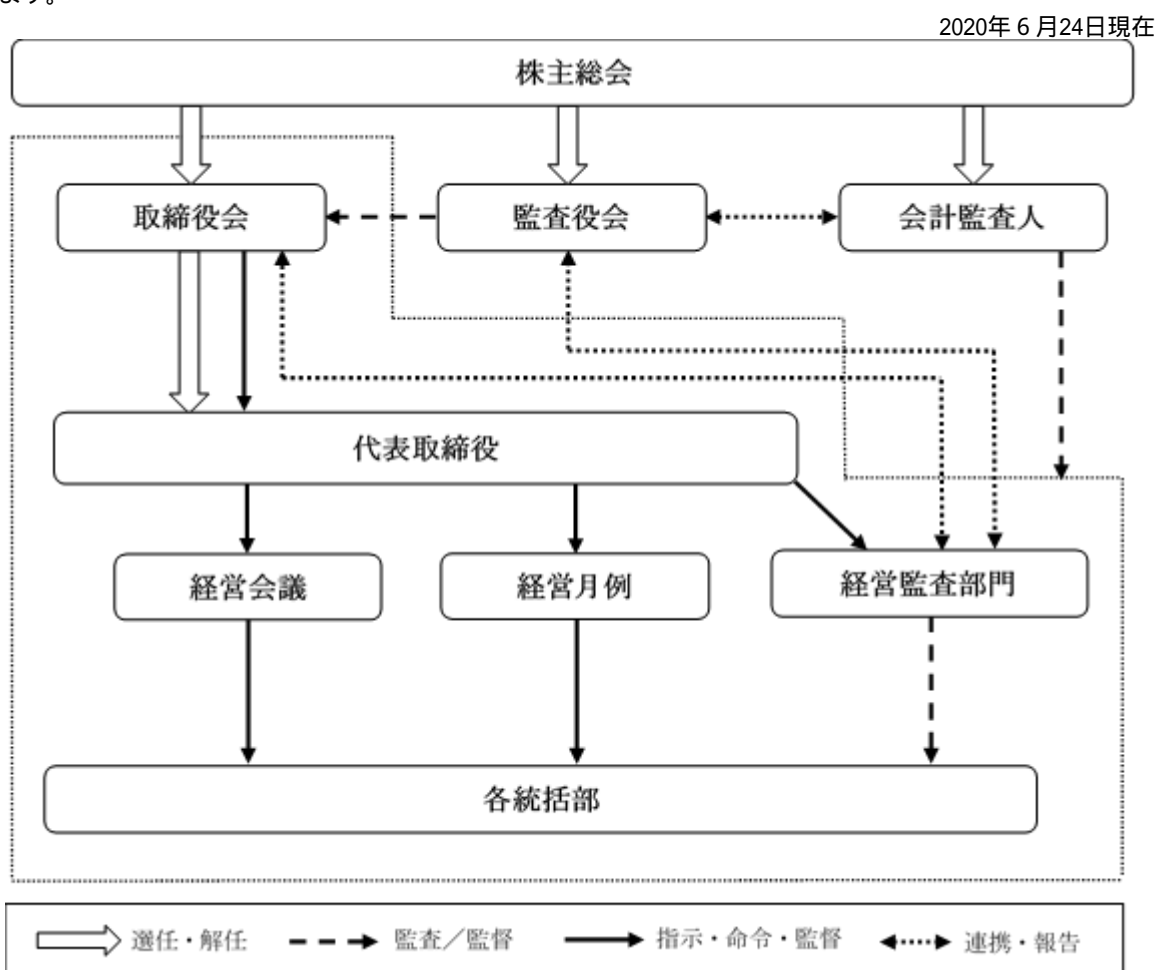 ます。
2020年６月24日現在
株主総会
取締役会
監査役会
会計監査人
代表取締役
経営会議
経営月例
経営監査部門
各統括部
選任・解任
監査／監督
指示・命令・監督
連携・報告